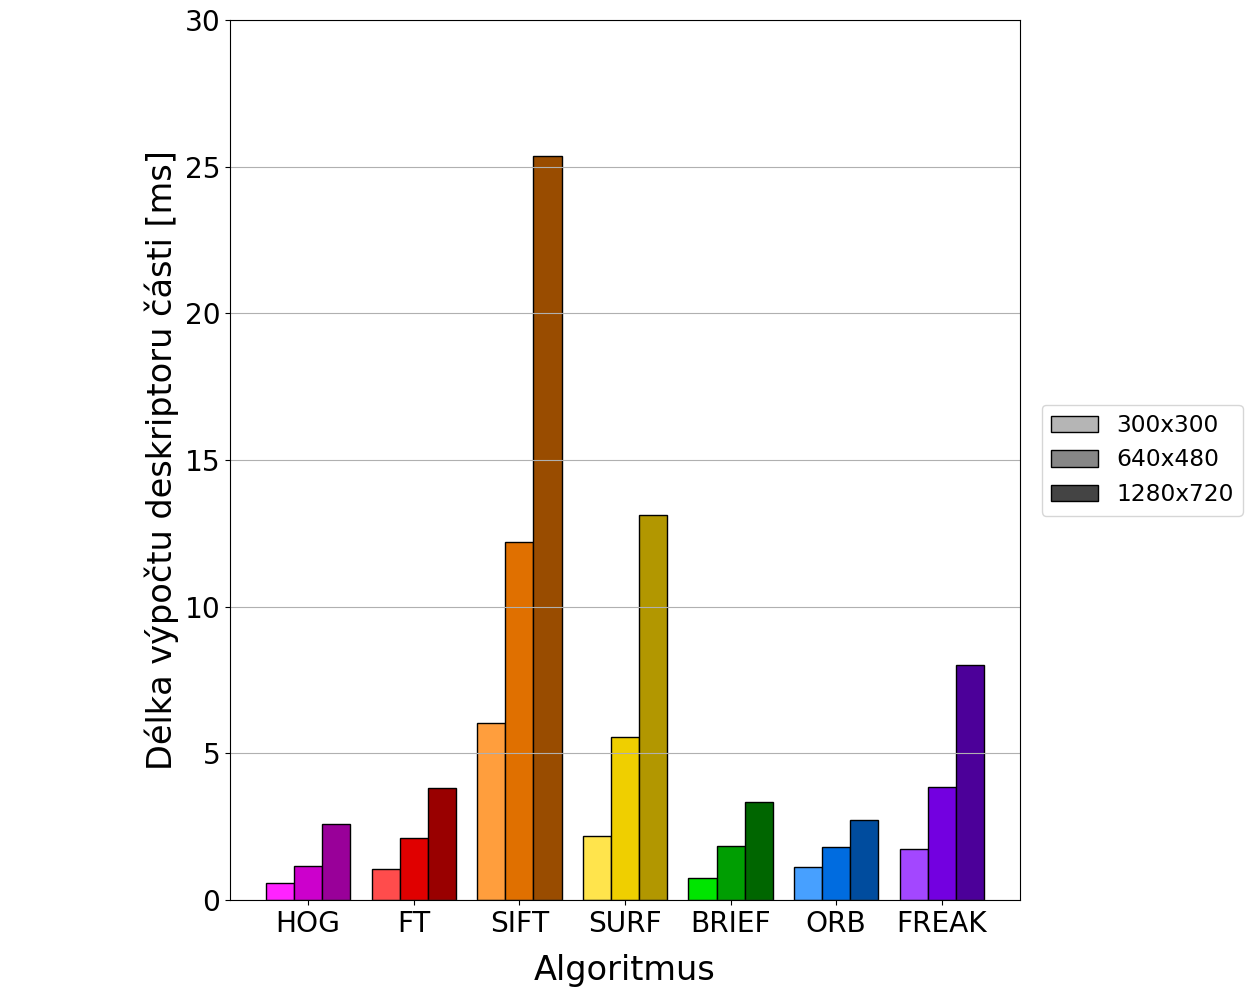 30
25
20
15
10
5
0
Délka výpočtu deskriptoru části [ms]
HOG FT SIFT SURF BRIEF ORB FREAK
Algoritmus
300x300
640x480
1280x720